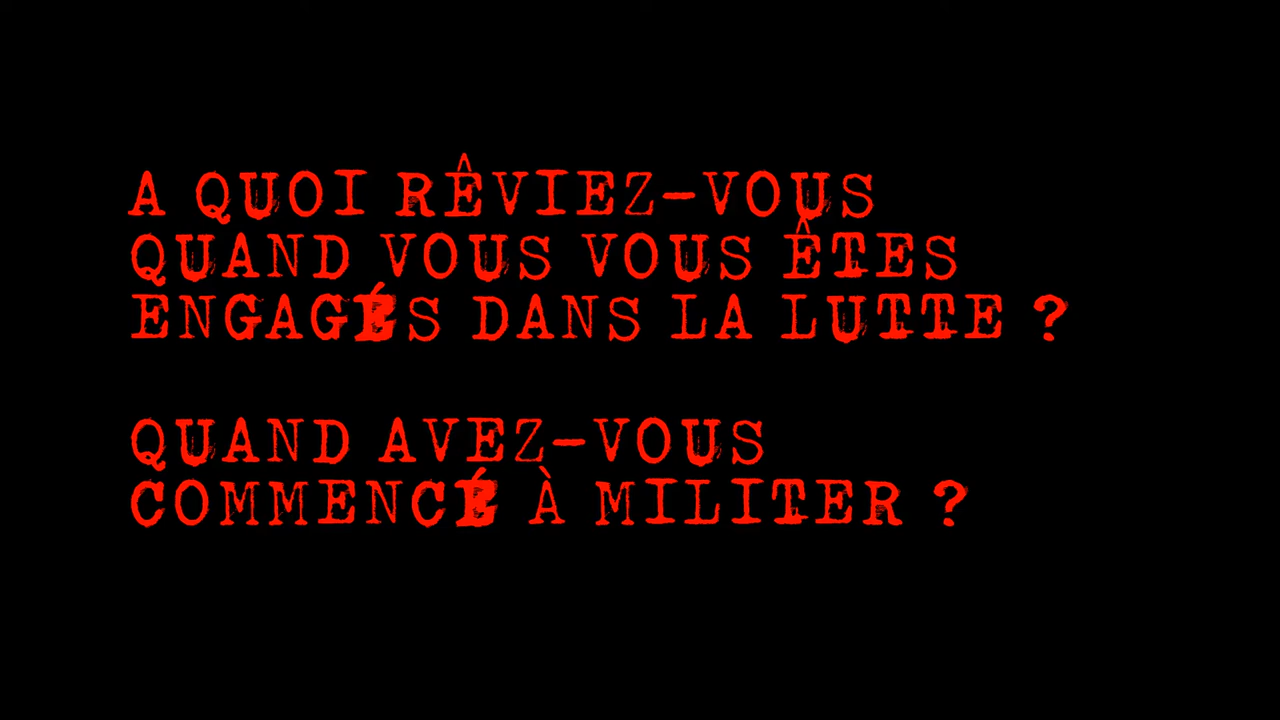 A QUOI RÊVIEZ-VOUS
QUAND VOUS VOUS ÊTES
ENGAGÉS DANS LA LUTTE ?
QUAND AVEZ-VOUS
COMMENCÉ À MILITER ?